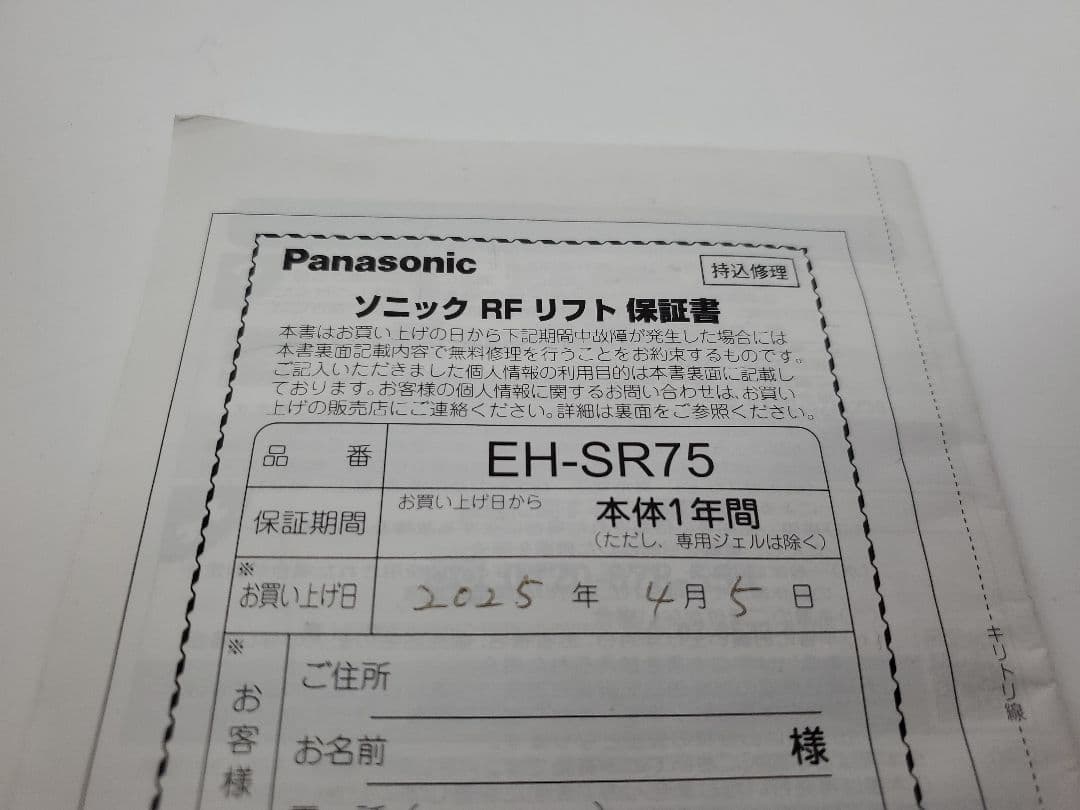 Panasonic
持込修理
ソニック RF リフト 保証書
本書はお買い上げの日から下記期間中故障が発生した場合には
本書裏面記載内容で無料修理を行うことをお約束するものです。
ご記入いただきました個人情報の利用目的は本書裏面に記載し
ております。お客様の個人情報に関するお問い合わせは、お買い
上げの販売店にご連絡ください。詳細は裏面をご参照ください。
品 番 EH-SR75
保証期間 お買い上げ日から 本体1年間
(ただし、専用ジェルは除く)
※
お買い上げ日 2025 年 4 月 5 日
※
お客様
ご住所
お名前 様
キリトリ線